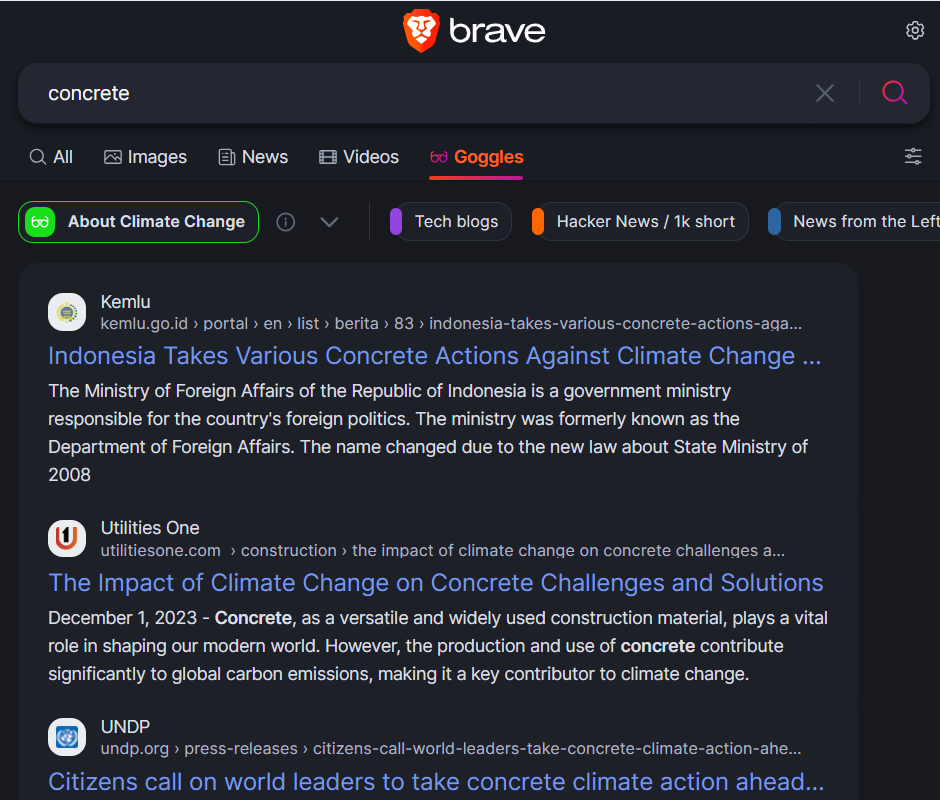 brave
concrete
All Images News Videos Goggles
About Climate Change Tech blogs Hacker News / 1k short News from the Left
Kemlu
kemlu.go.id › portal › en › list › berita › 83 › indonesia-takes-various-concrete-actions-aga...
Indonesia Takes Various Concrete Actions Against Climate Change ...
The Ministry of Foreign Affairs of the Republic of Indonesia is a government ministry
responsible for the country's foreign politics. The ministry was formerly known as the
Department of Foreign Affairs. The name changed due to the new law about State Ministry of
2008
Utilities One
utilitiesone.com › construction › the impact of climate change on concrete challenges a...
The Impact of Climate Change on Concrete Challenges and Solutions
December 1, 2023 - Concrete, as a versatile and widely used construction material, plays a vital
role in shaping our modern world. However, the production and use of concrete contribute
significantly to global carbon emissions, making it a key contributor to climate change.
UNDP
undp.org › press-releases › citizens-call-world-leaders-take-concrete-climate-action-ahe...
Citizens call on world leaders to take concrete climate action ahead...